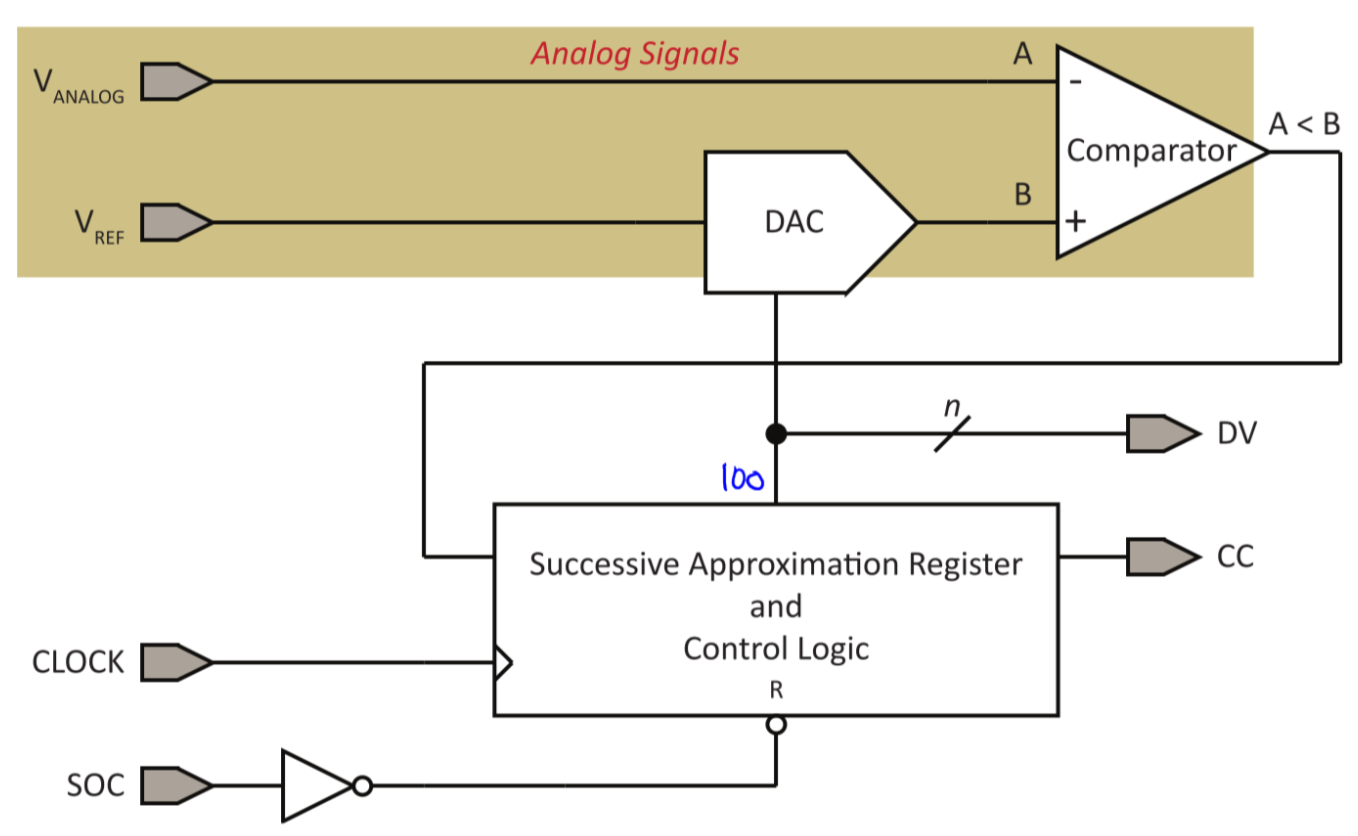 Analog Signals
V ANALOG
A
-
Comparator
A < B
V REF
DAC
B
+
n
DV
100
Successive Approximation Register
and
Control Logic
R
CC
CLOCK
SOC